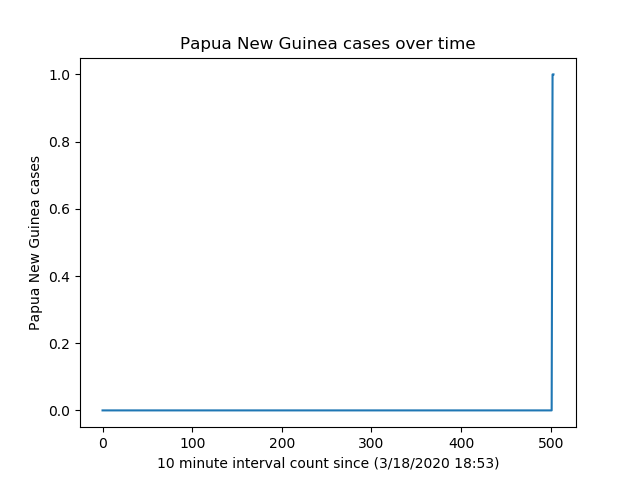 Papua New Guinea cases over time
1.0
0.8
0.6
0.4
0.2
0.0
Papua New Guinea cases
0 100 200 300 400 500
10 minute interval count since (3/18/2020 18:53)